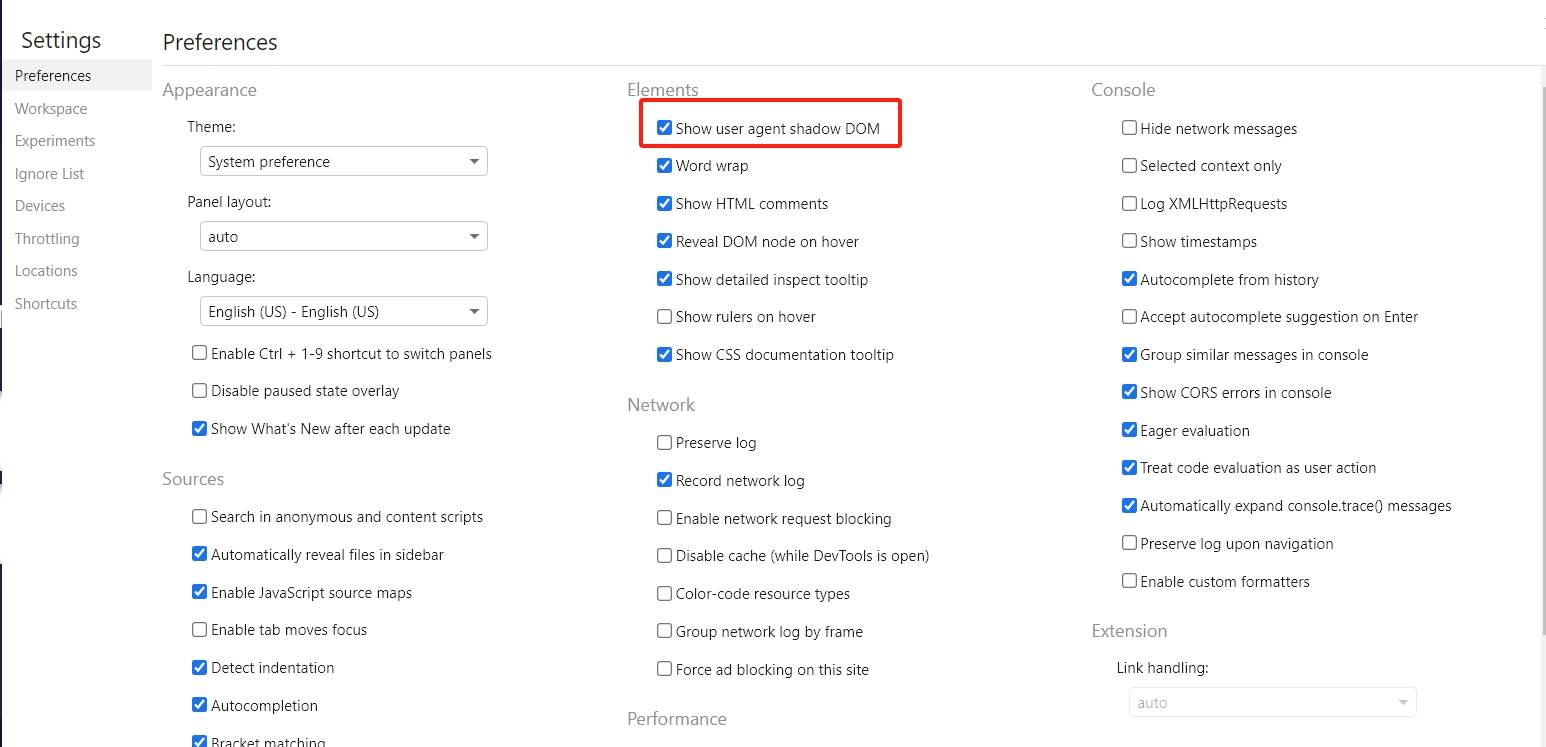 Settings
Preferences
Workspace
Experiments
Ignore List
Devices
Throttling
Locations
Shortcuts
Preferences
Appearance
Theme:
System preference
Panel layout:
auto
Language:
English (US) - English (US)
Enable Ctrl + 1-9 shortcut to switch panels
Disable paused state overlay
Show What's New after each update
Sources
Search in anonymous and content scripts
Automatically reveal files in sidebar
Enable JavaScript source maps
Enable tab moves focus
Detect indentation
Autocompletion
Bracket matching
Elements
Show user agent shadow DOM
Word wrap
Show HTML comments
Reveal DOM node on hover
Show detailed inspect tooltip
Show rulers on hover
Show CSS documentation tooltip
Network
Preserve log
Record network log
Enable network request blocking
Disable cache (while DevTools is open)
Color-code resource types
Group network log by frame
Force ad blocking on this site
Performance
Console
Hide network messages
Selected context only
Log XMLHttpRequests
Show timestamps
Autocomplete from history
Accept autocomplete suggestion on Enter
Group similar messages in console
Show CORS errors in console
Eager evaluation
Treat code evaluation as user action
Automatically expand console.trace() messages
Preserve log upon navigation
Enable custom formatters
Extension
Link handling:
auto